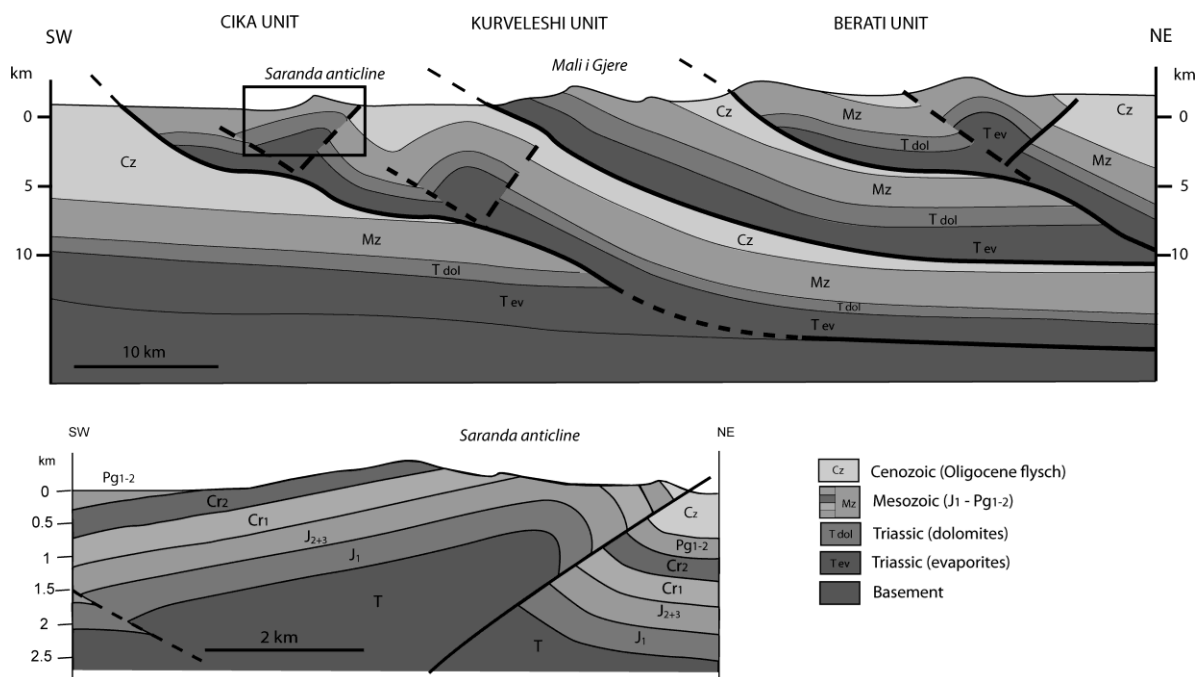 CIKA UNIT
KURVELESHI UNIT
BERATI UNIT
SW
NE
km
km
Saranda anticline
Mali i Gjere
0
5
10
0
5
10
Cz
Mz
T dol
T ev
Cz
Mz
T dol
T ev
Cz
Mz
T dol
T ev
Cz
Mz
T dol
T ev
Cz
Mz
T dol
T ev
10 km
SW
Saranda anticline
NE
km
0
0.5
1
1.5
2
2.5
Pg1-2
Cr2
Cr1
J2+3
J1
T
Cz
Pg1-2
Cr2
Cr1
J2+3
J1
T
2 km
Cz Cenozoic (Oligocene flysch)
Mz Mesozoic (J1 - Pg1-2)
T dol Triassic (dolomites)
T ev Triassic (evaporites)
Basement